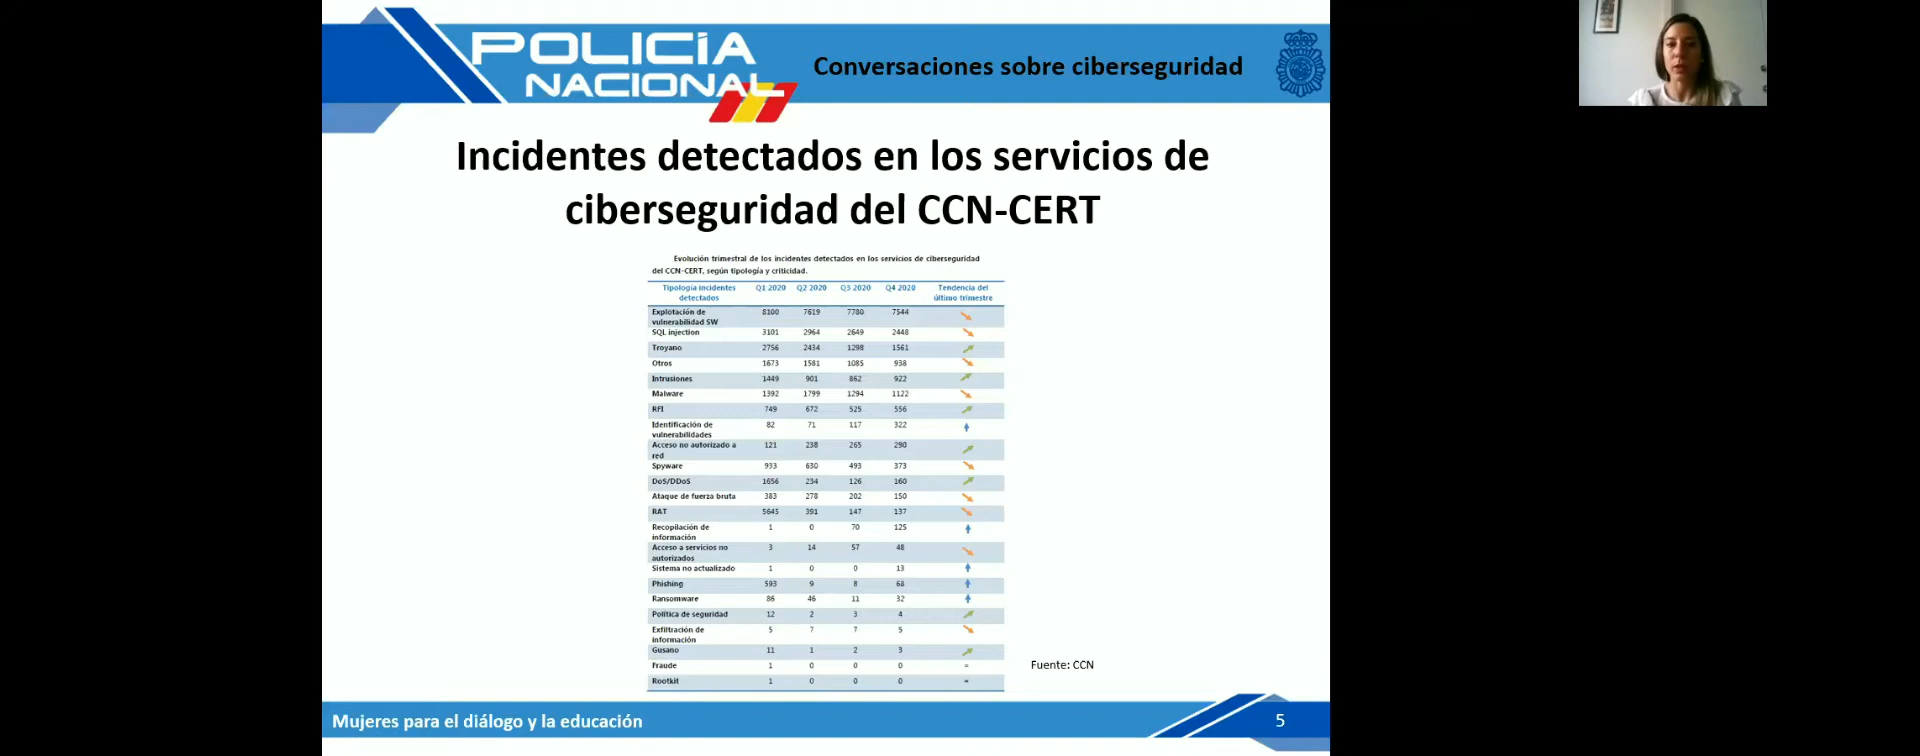 POLICÍA
NACIONAL
Conversaciones sobre ciberseguridad
Incidentes detectados en los servicios de
ciberseguridad del CCN-CERT
Evolución trimestral de los incidentes detectados en los servicios de ciberseguridad
del CCN-CERT, según tipología y criticidad.
Tipología incidentes Q1 2020 Q2 2020 Q3 2020 Q4 2020 Tendencia del
detectados último trimestre
Explotación de 8100 7619 7780 7544
vulnerabilidad SW
SQL injection 3101 2964 2649 2448
Troyano 2756 2434 1298 1561
Otros 1673 1581 1085 938
Intrusiones 1449 901 862 922
Malware 1392 1799 1294 1122
RFI 749 672 525 556
Identificación de 82 71 117 322
vulnerabilidades
Acceso no autorizado a 121 238 265 290
red
Spyware 933 630 493 373
DoS/DDoS 1656 234 126 160
Ataque de fuerza bruta 383 278 202 150
RAT 5645 391 147 137
Recopilación de 1 0 70 125
información
Acceso a servicios no 3 14 57 48
autorizados
Sistema no actualizado 1 0 0 13
Phishing 593 9 8 68
Ransomware 86 46 11 32
Política de seguridad 12 2 3 4
Exfiltración de 5 7 7 5
información
Gusano 11 1 2 3
Fraude 1 0 0 0 =
Rootkit 1 0 0 0 =
Fuente: CCN
Mujeres para el diálogo y la educación
5